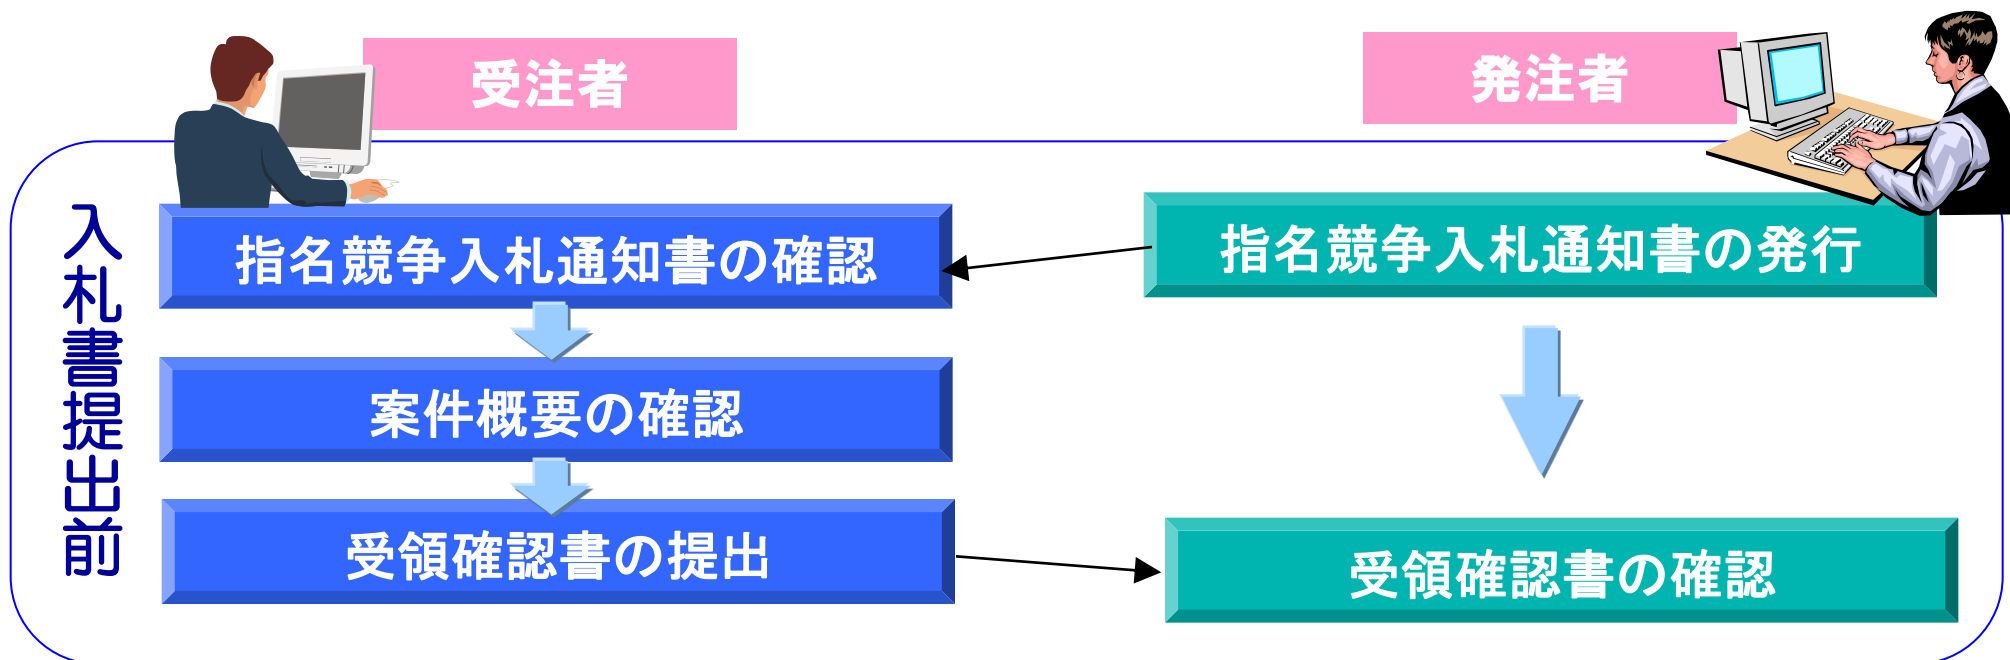 受注者
発注者
入札書提出前
指名競争入札通知書の確認
指名競争入札通知書の発行
案件概要の確認
受領確認書の提出
受領確認書の確認